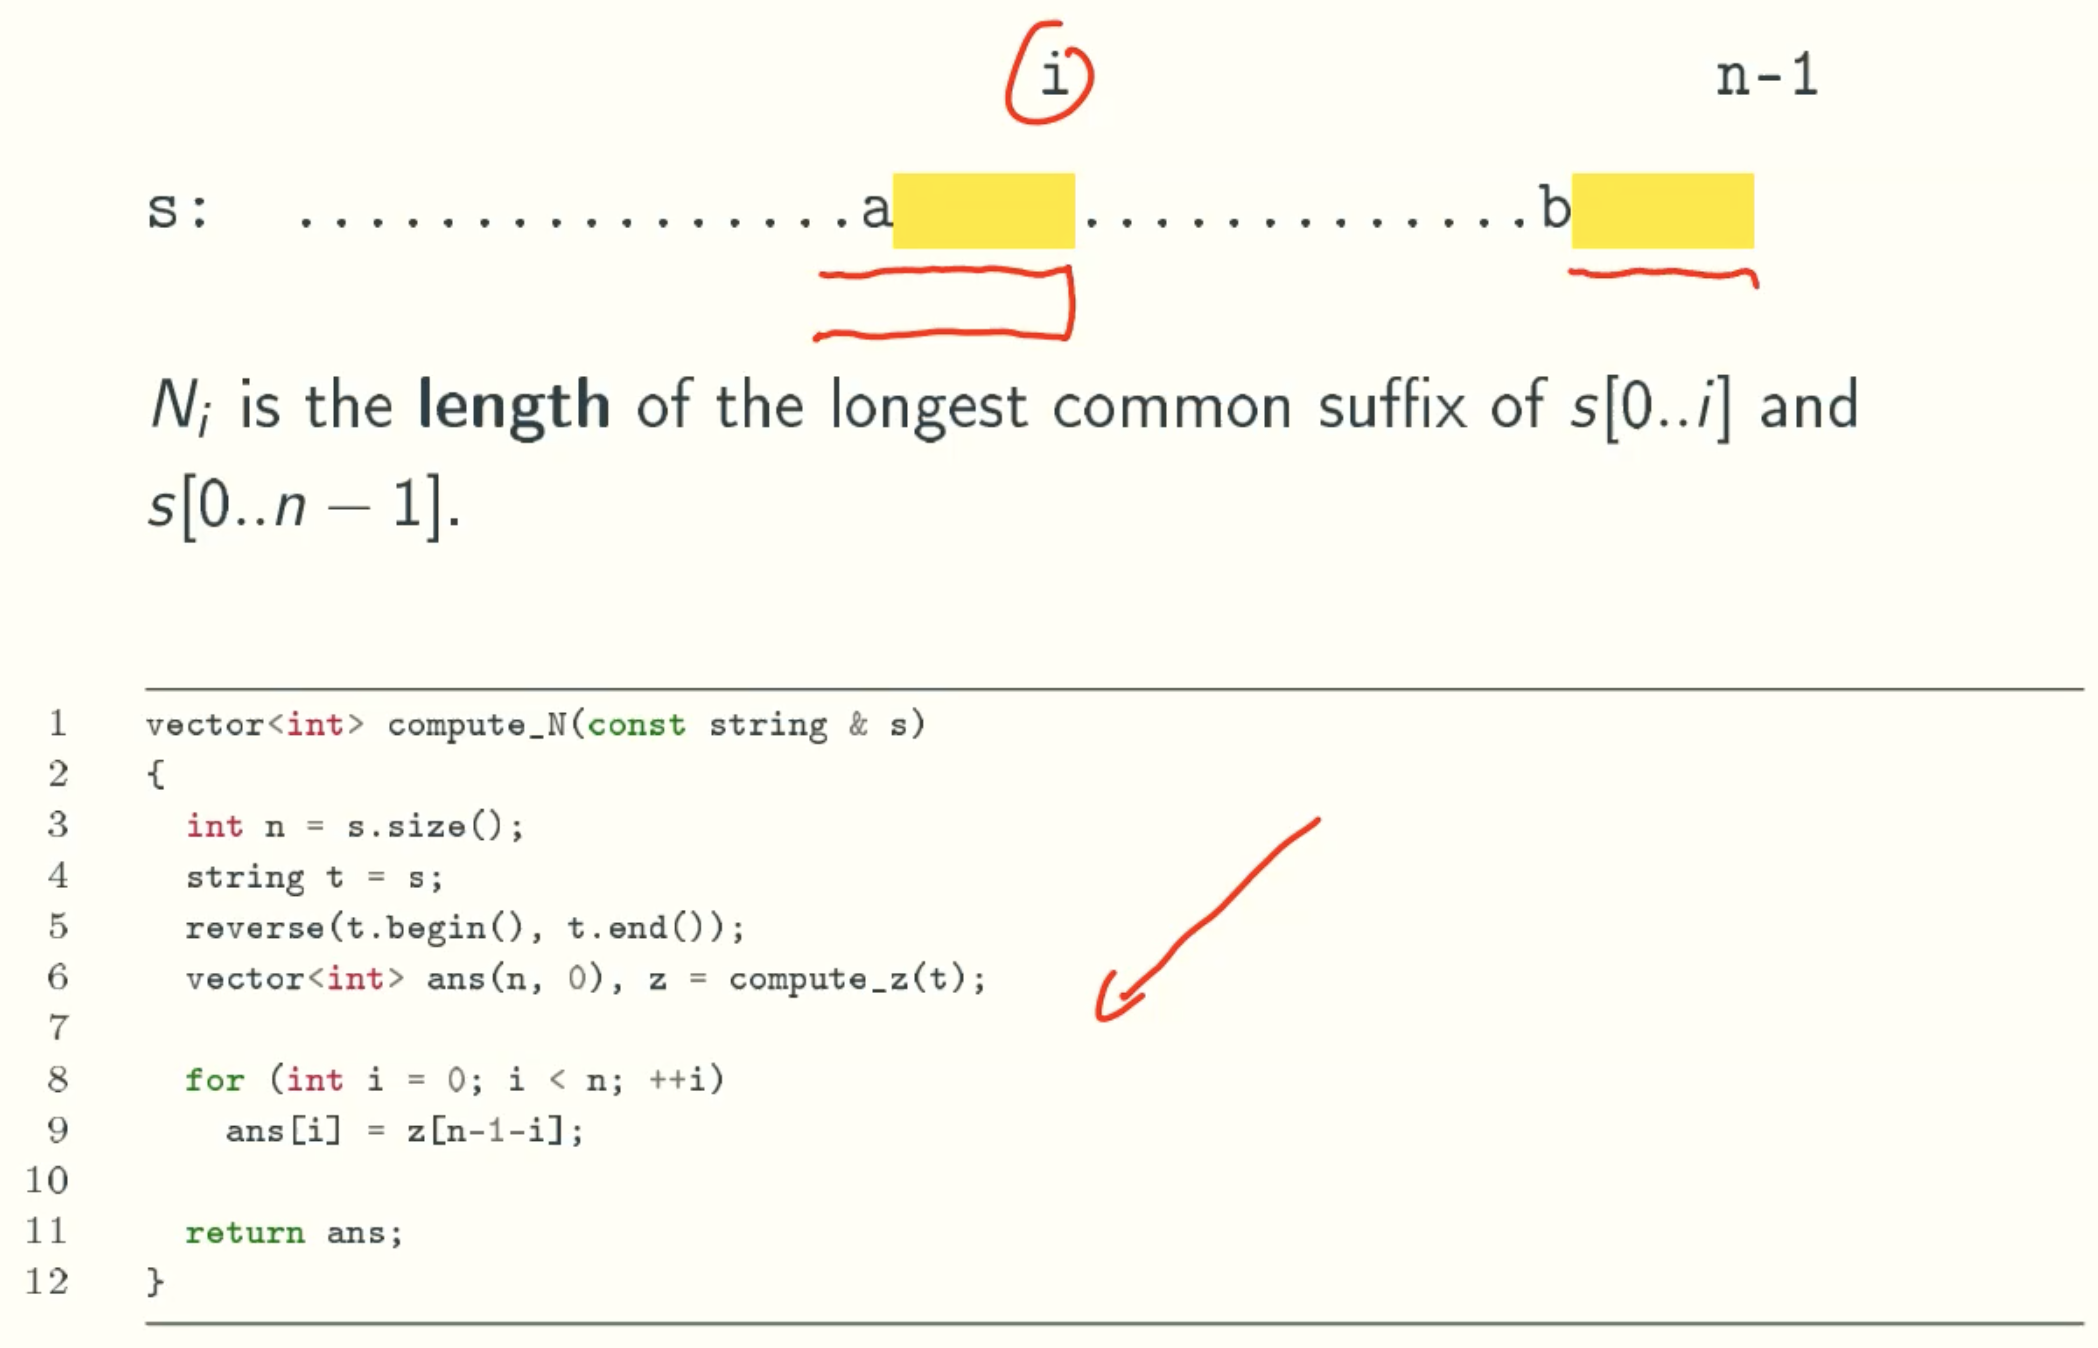 i n-1
s: ................a..............b
Nᵢ is the length of the longest common suffix of s[0..i] and
s[0..n − 1].
1 vector<int> compute_N(const string & s)
2 {
3 int n = s.size();
4 string t = s;
5 reverse(t.begin(), t.end());
6 vector<int> ans(n, 0), z = compute_z(t);
7
8 for (int i = 0; i < n; ++i)
9 ans[i] = z[n-1-i];
10
11 return ans;
12 }